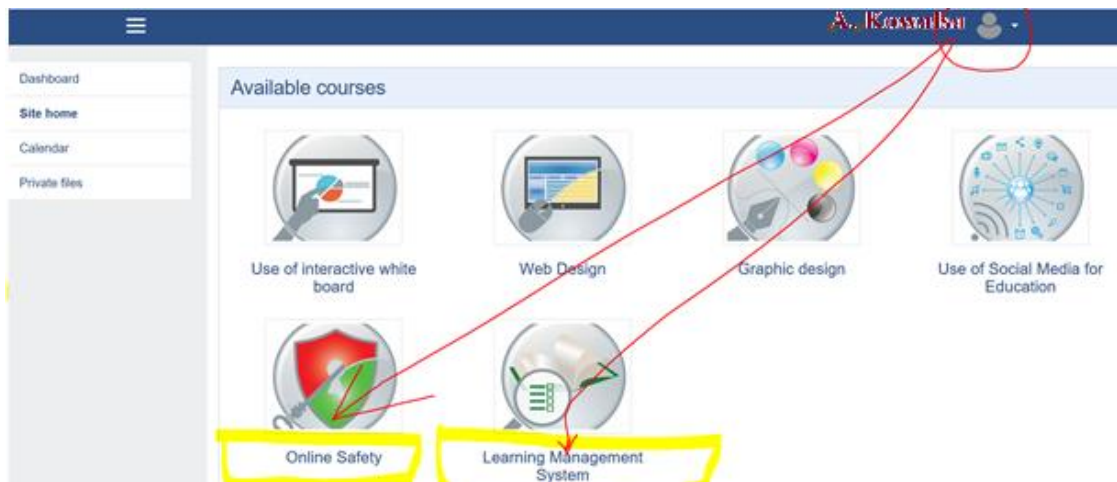 A. Kowalba
Dashboard
Site home
Calendar
Private files
Available courses
Use of interactive white
board
Web Design
Graphic design
Use of Social Media for
Education
Online Safety
Learning Management
System